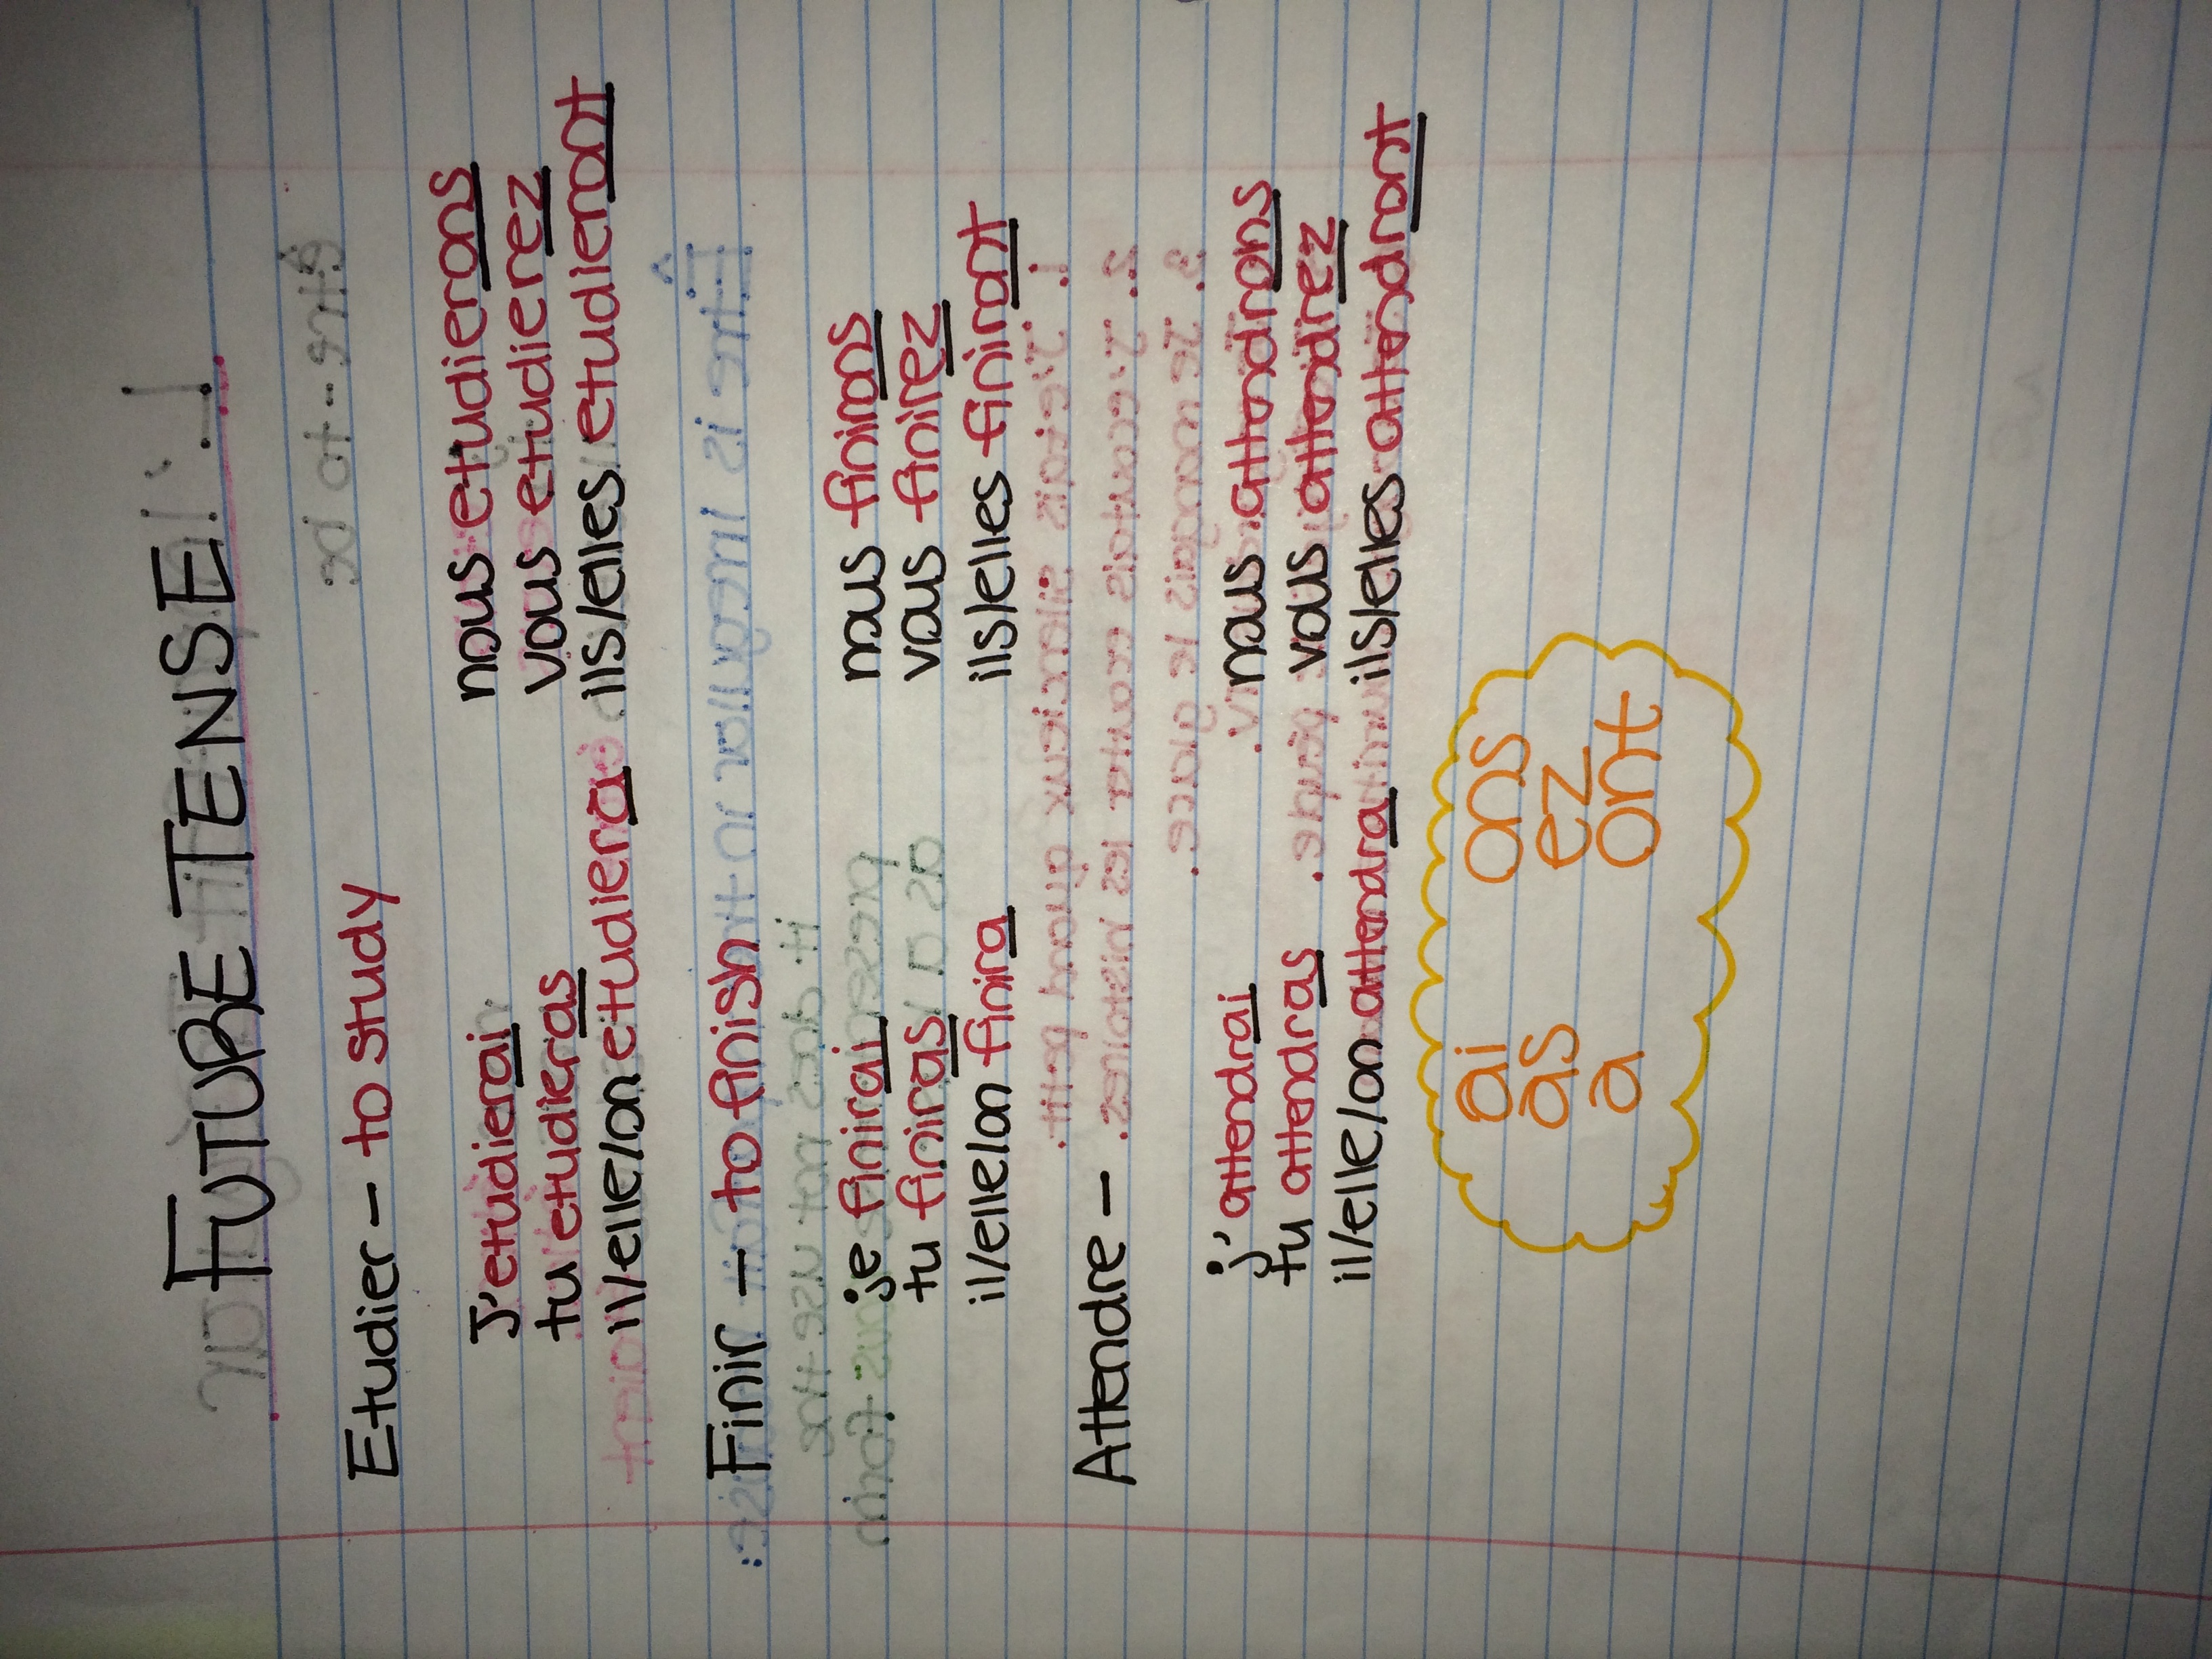 FUTURE TENSE!
Etudier - to study
J'etudierai nous etudierons
tu etudieras vous etudierez
il/elle/on etudiera ils/elles etudieront
Finir - to finish
je finirai nous finirons
tu finiras vous finirez
il/elle/on finira ils/elles finiront
Attendre -
j'attendrai nous attendrons
tu attendras vous attendrez
il/elle/on attendra ils/elles attendront
ai ons
as ez
a ont